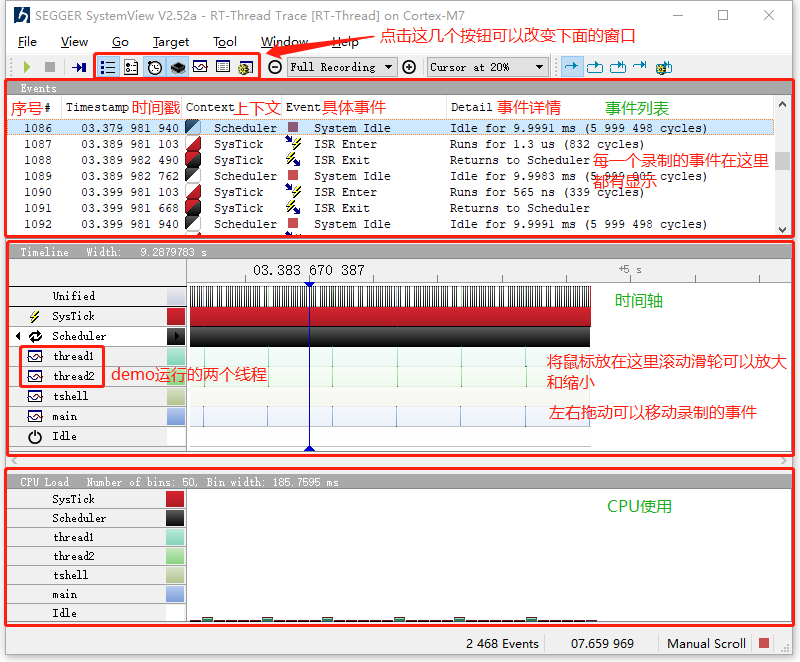 SEGGER SystemView V2.52a - RT-Thread Trace [RT-Thread] on Cortex-M7
File View Go Target Tool Window Help
点击这几个按钮可以改变下面的窗口
Full Recording Cursor at 20%
Events
序号# Timestamp 时间戳 Context 上下文 Event 具体事件 Detail 事件详情 事件列表
1086 03.379 981 940 Scheduler System Idle Idle for 9.9991 ms (5 999 498 cycles)
1087 03.389 981 103 SysTick ISR Enter Runs for 1.3 us (832 cycles)
1088 03.389 982 490 SysTick ISR Exit Returns to Scheduler
每一个录制的事件在这里
1089 03.389 982 762 Scheduler System Idle Idle for 9.9983 ms (5 999 005 cycles)
都有显示
1090 03.399 981 103 SysTick ISR Enter Runs for 565 ns (339 cycles)
1091 03.399 981 668 SysTick ISR Exit Returns to Scheduler
1092 03.399 981 940 Scheduler System Idle Idle for 9.9991 ms (5 999 498 cycles)
Timeline Width: 9.2879783 s
03.383 670 387 +5 s
Unified
时间轴
SysTick
Scheduler
thread1
将鼠标放在这里滚动滑轮可以放大
和缩小
thread2
demo运行的两个线程
tshell
main
左右拖动可以移动录制的事件
Idle
CPU Load Number of bins: 50, Bin width: 185.7595 ms
SysTick
CPU使用
Scheduler
thread1
thread2
tshell
main
Idle
2 468 Events 07.659 969 Manual Scroll